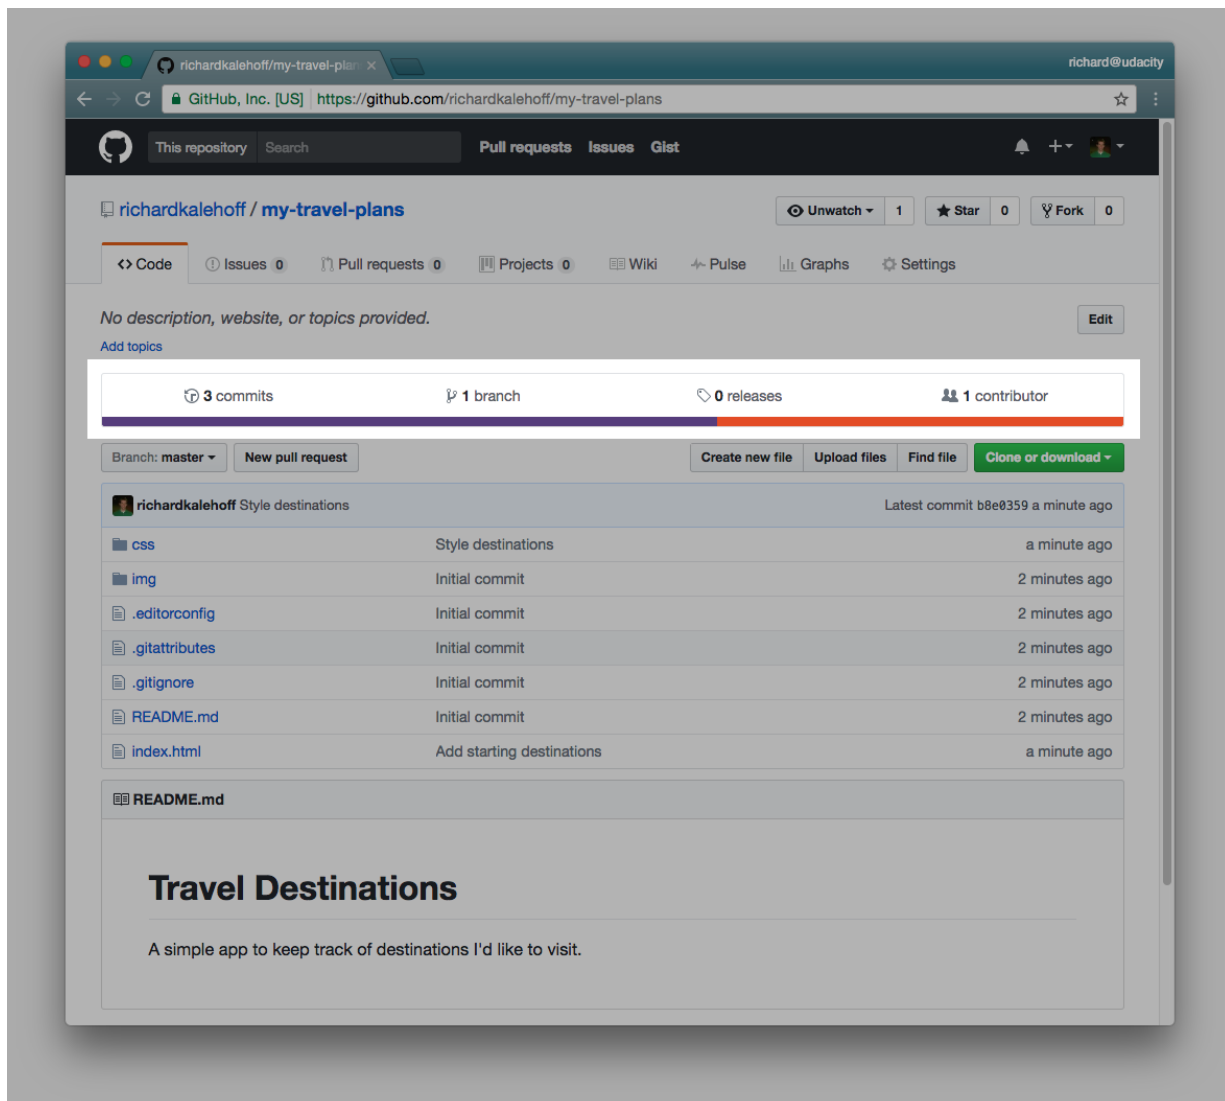 richardkalehoff/my-travel-plan
richard@udacity
GitHub, Inc. [US] https://github.com/richardkalehoff/my-travel-plans
This repository Search Pull requests Issues Gist
richardkalehoff / my-travel-plans
Unwatch 1 Star 0 Fork 0
Code Issues 0 Pull requests 0 Projects 0 Wiki Pulse Graphs Settings
No description, website, or topics provided.
Edit
Add topics
3 commits 1 branch 0 releases 1 contributor
Branch: master New pull request Create new file Upload files Find file Clone or download
richardkalehoff Style destinations Latest commit b8e0359 a minute ago
css Style destinations a minute ago
img Initial commit 2 minutes ago
.editorconfig Initial commit 2 minutes ago
.gitattributes Initial commit 2 minutes ago
.gitignore Initial commit 2 minutes ago
README.md Initial commit 2 minutes ago
index.html Add starting destinations a minute ago
README.md
Travel Destinations
A simple app to keep track of destinations I'd like to visit.